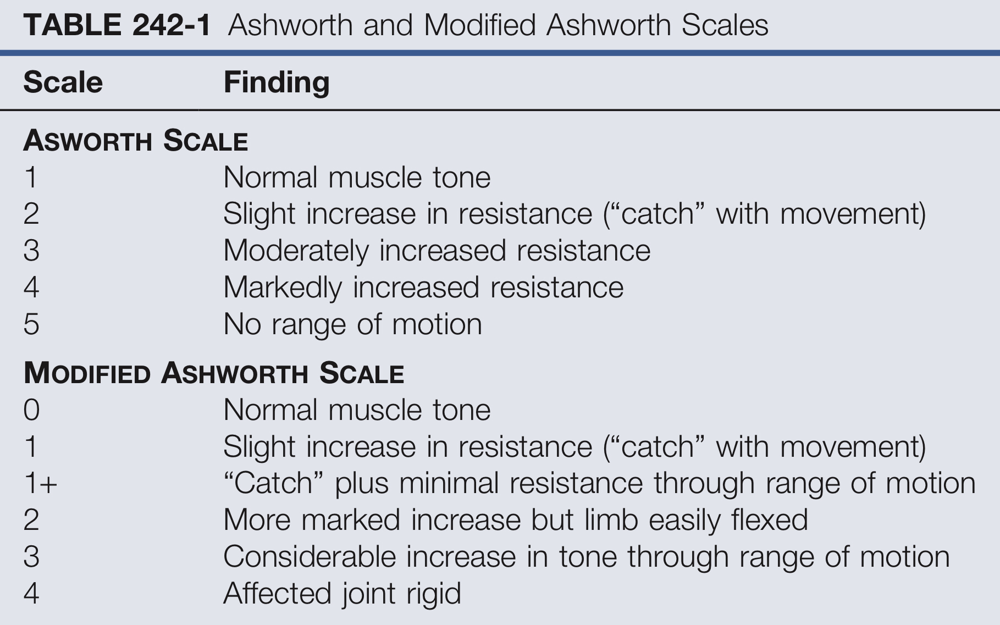 TABLE 242-1 Ashworth and Modified Ashworth Scales
Scale Finding
ASWORTH SCALE
1 Normal muscle tone
2 Slight increase in resistance (“catch” with movement)
3 Moderately increased resistance
4 Markedly increased resistance
5 No range of motion
MODIFIED ASHWORTH SCALE
0 Normal muscle tone
1 Slight increase in resistance (“catch” with movement)
1+ “Catch” plus minimal resistance through range of motion
2 More marked increase but limb easily flexed
3 Considerable increase in tone through range of motion
4 Affected joint rigid